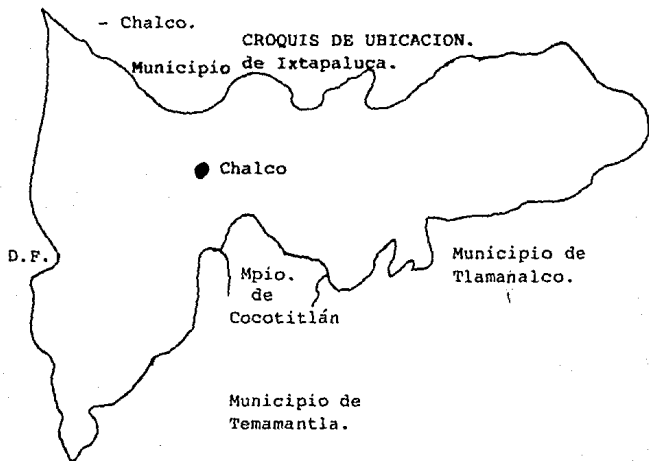 - Chalco.
CROQUIS DE UBICACION.
Municipio de Ixtapaluca.
Chalco
D.F.
Municipio de
Tlamanalco.
Mpio.
de
Cocotitlán
Municipio de
Temamantla.